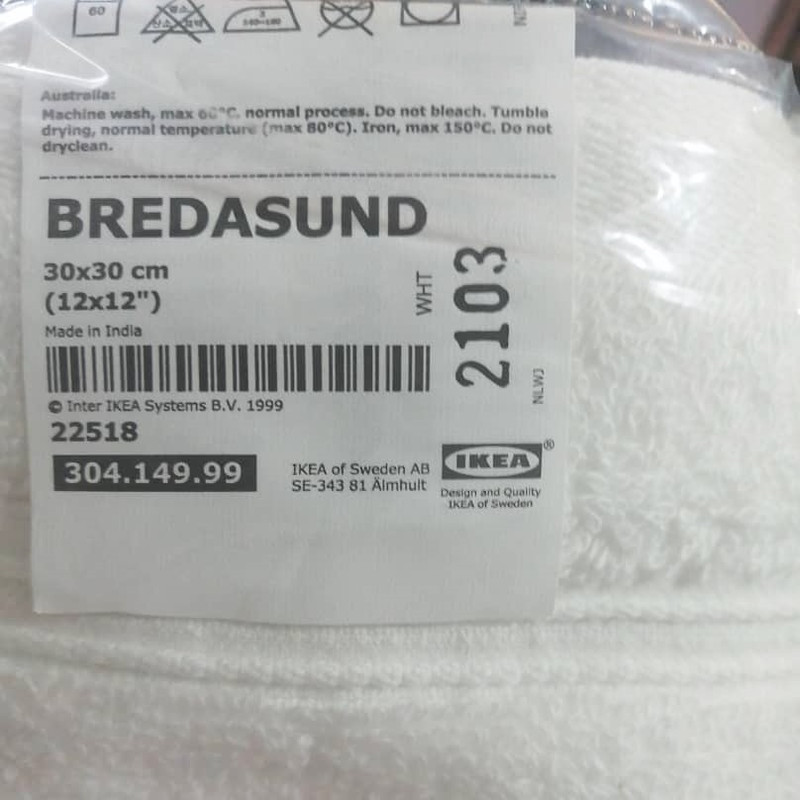 60
Australia:
Machine wash, max 60°C. normal process. Do not bleach. Tumble
drying, normal temperature (max 80°C). Iron, max 150°C. Do not
dryclean.
BREDASUND
30x30 cm
(12x12")
Made in India
WHT
2103
NLWJ
© Inter IKEA Systems B.V. 1999
22518
304.149.99
IKEA of Sweden AB
SE-343 81 Älmhult
IKEA®
Design and Quality
IKEA of Sweden